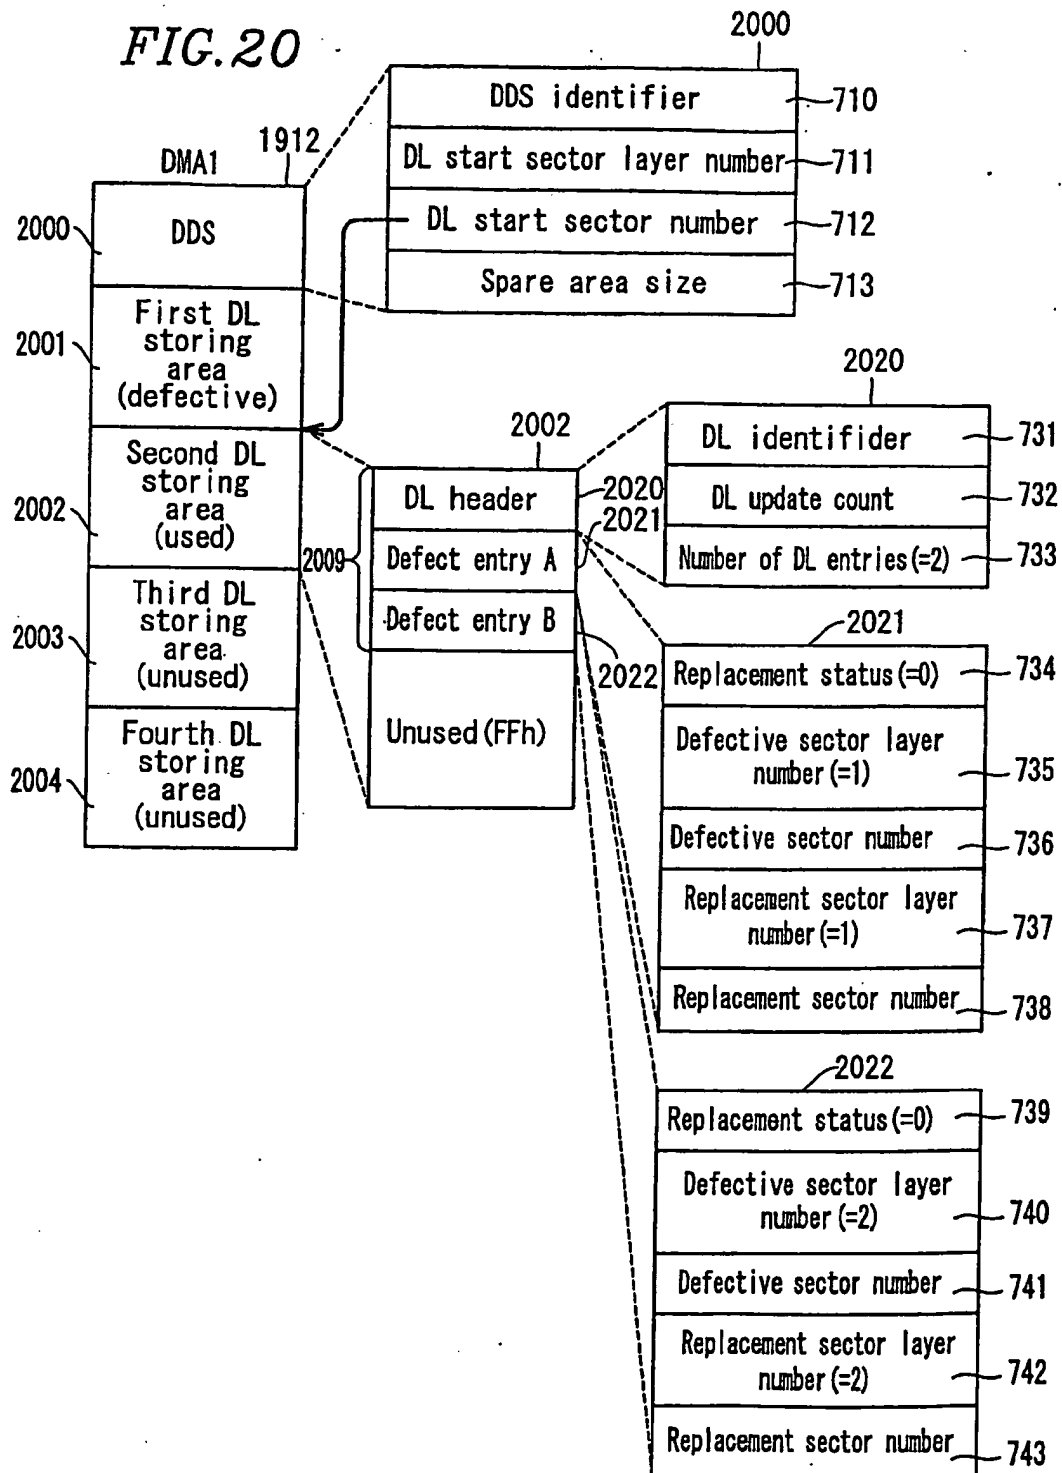 FIG.20
2000
DDS identifier
710
DL start sector layer number
711
DL start sector number
712
Spare area size
713
1912
DMA1
2000
DDS
2001
First DL
storing
area
(defective)
2002
Second DL
storing
area
(used)
2003
Third DL
storing
area
(unused)
2004
Fourth DL
storing
area
(unused)
2002
2009
DL header
2020
2021
Defect entry A
Defect entry B
2022
Unused(FFh)
2020
DL identifider
731
DL update count
732
Number of DL entries(=2)
733
2021
Replacement status(=0)
734
Defective sector layer
number(=1)
735
Defective sector number
736
Replacement sector layer
number(=1)
737
Replacement sector number
738
2022
Replacement status(=0)
739
Defective sector layer
number(=2)
740
Defective sector number
741
Replacement sector layer
number(=2)
742
Replacement sector number
743